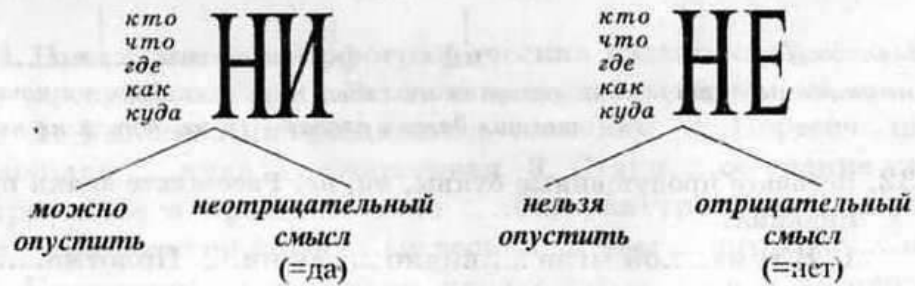 кто
что
где
как
куда
НИ
можно
опустить
неотрицательный
смысл
(=да)
кто
что
где
как
куда
НЕ
нельзя
опустить
отрицательный
смысл
(=нет)